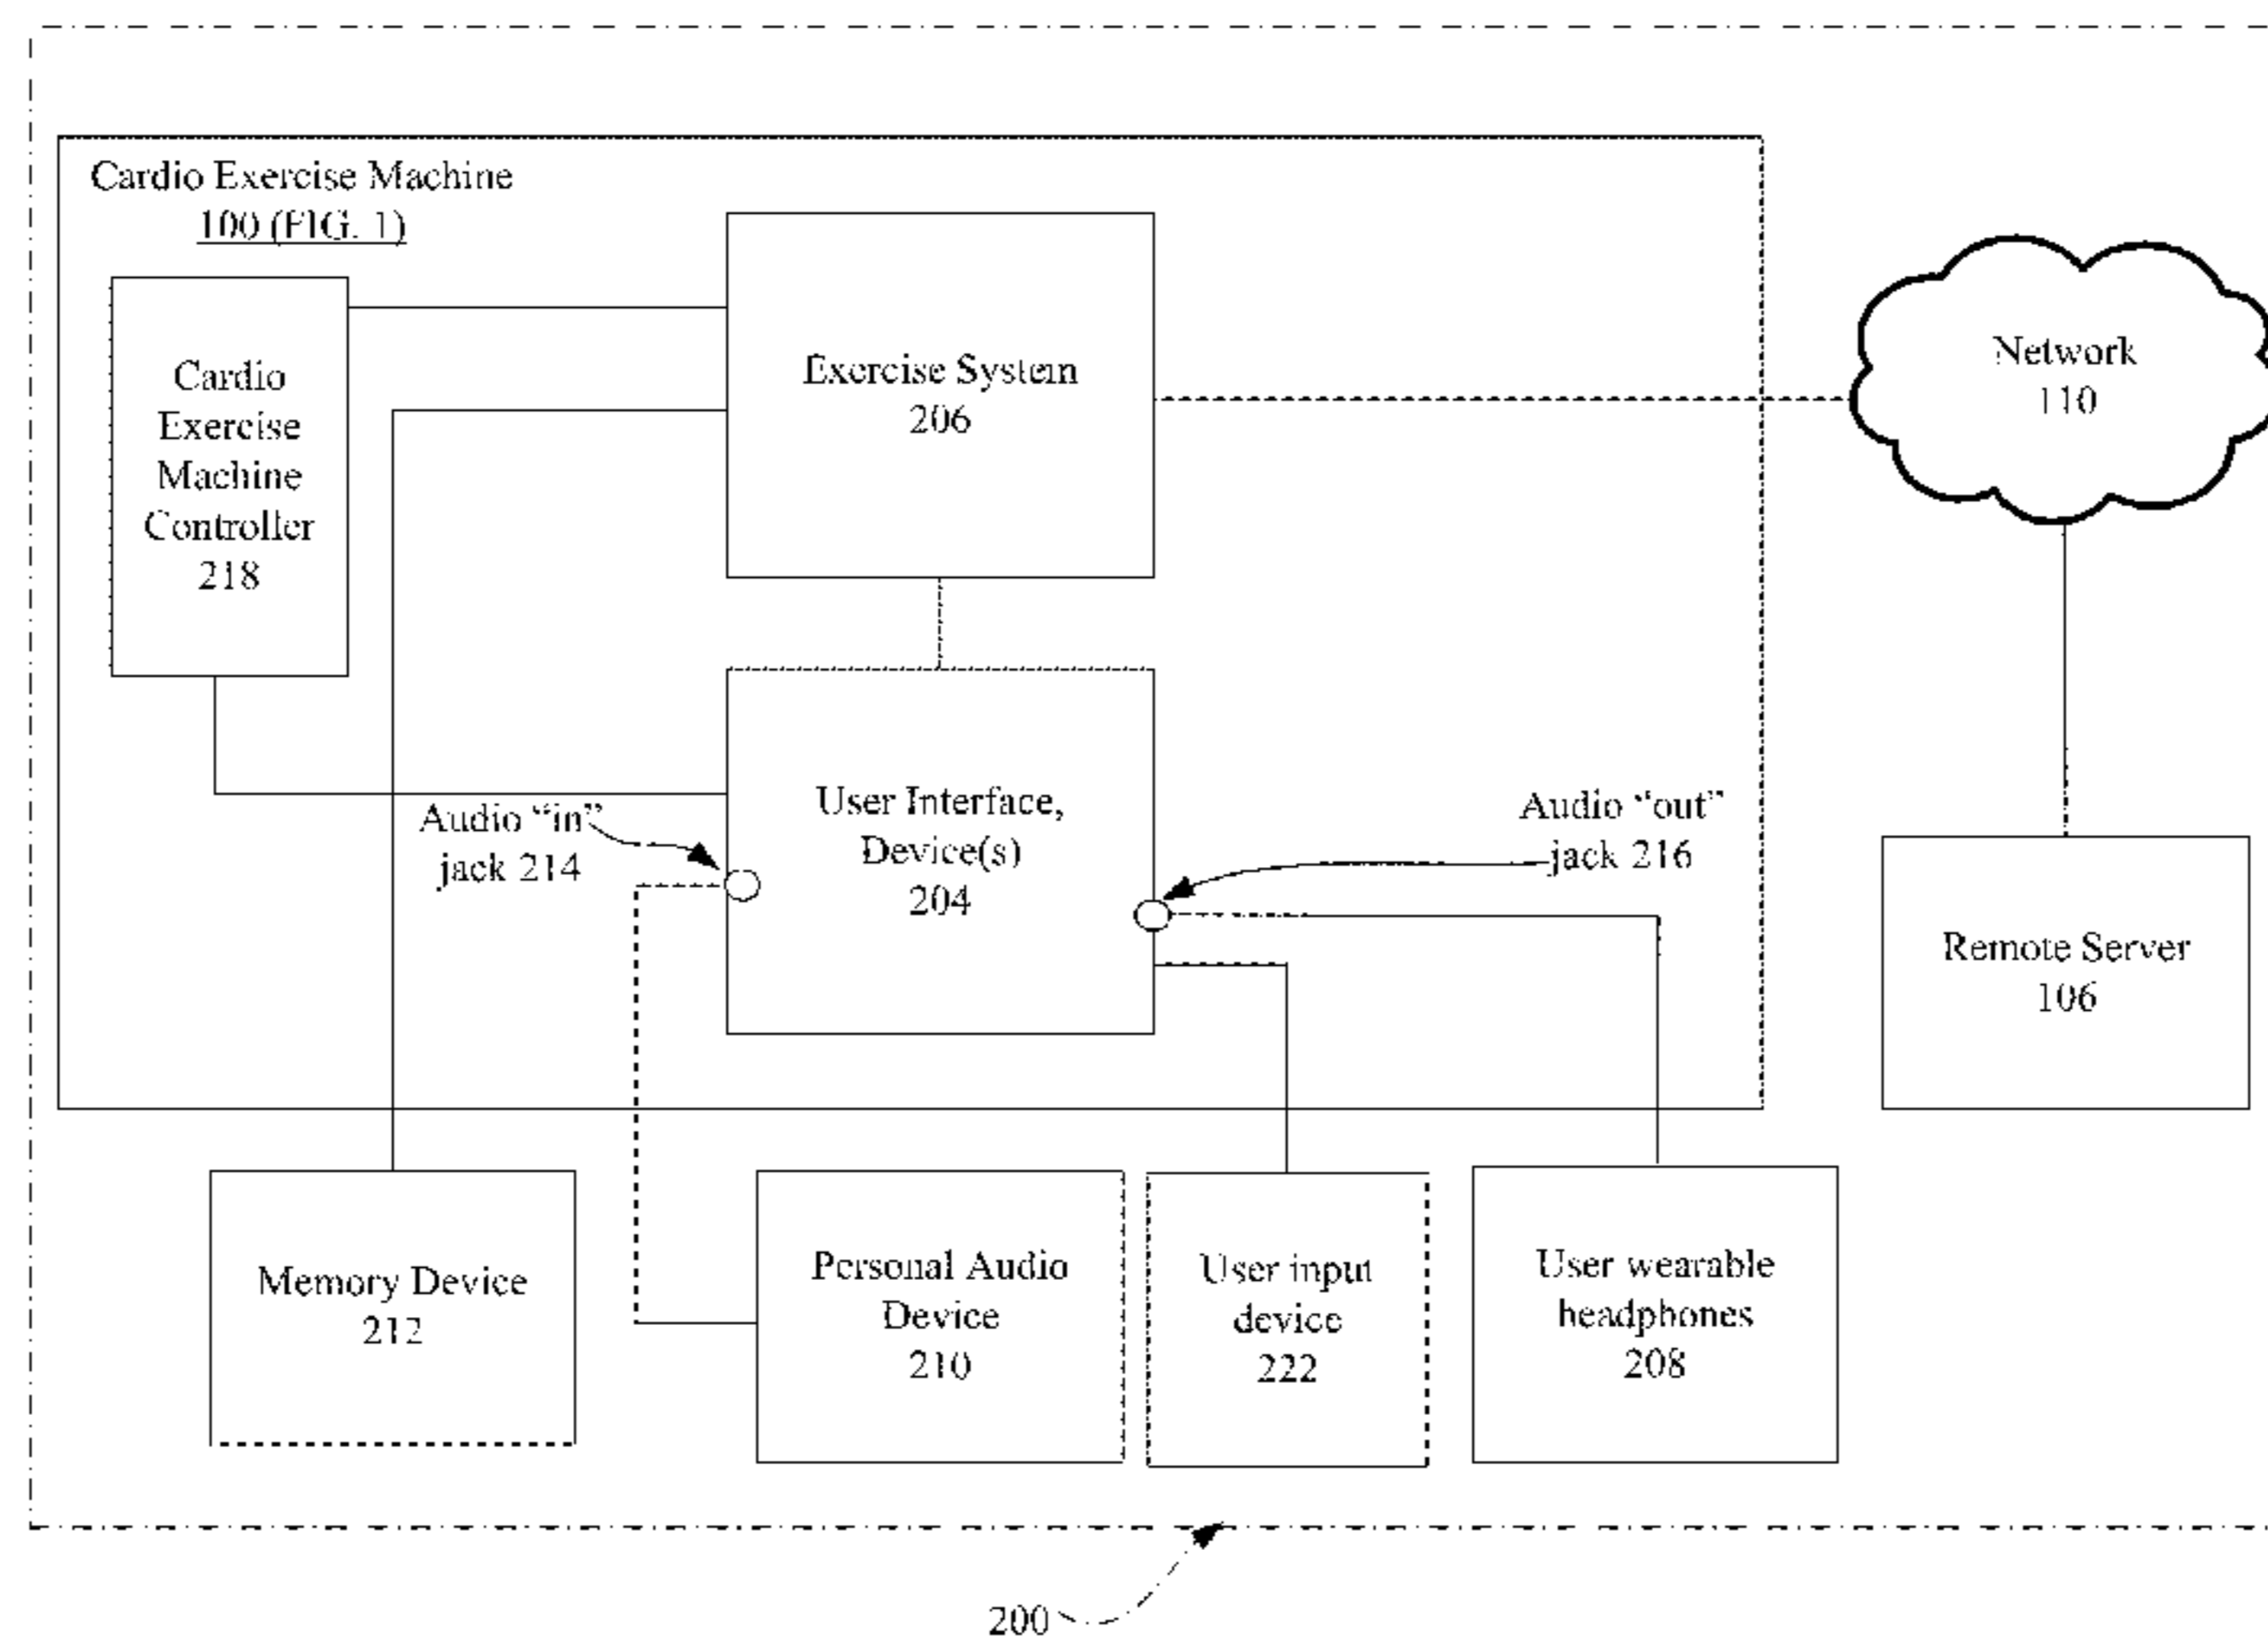 Cardio Exercise Machine
100 (FIG. 1)
Cardio
Exercise
Machine
Controller
218
Exercise System
206
Network
110
User Interface,
Device(s)
204
Audio “in”
jack 214
Audio “out”
jack 216
Remote Server
106
Memory Device
212
Personal Audio
Device
210
User input
device
222
User wearable
headphones
208
200